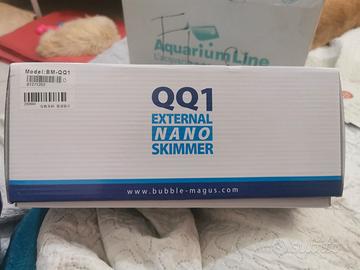 Aquarium Line
Model:BM-QQ1
QQ1
EXTERNAL
NANO
SKIMMER
www.bubble-magus.com